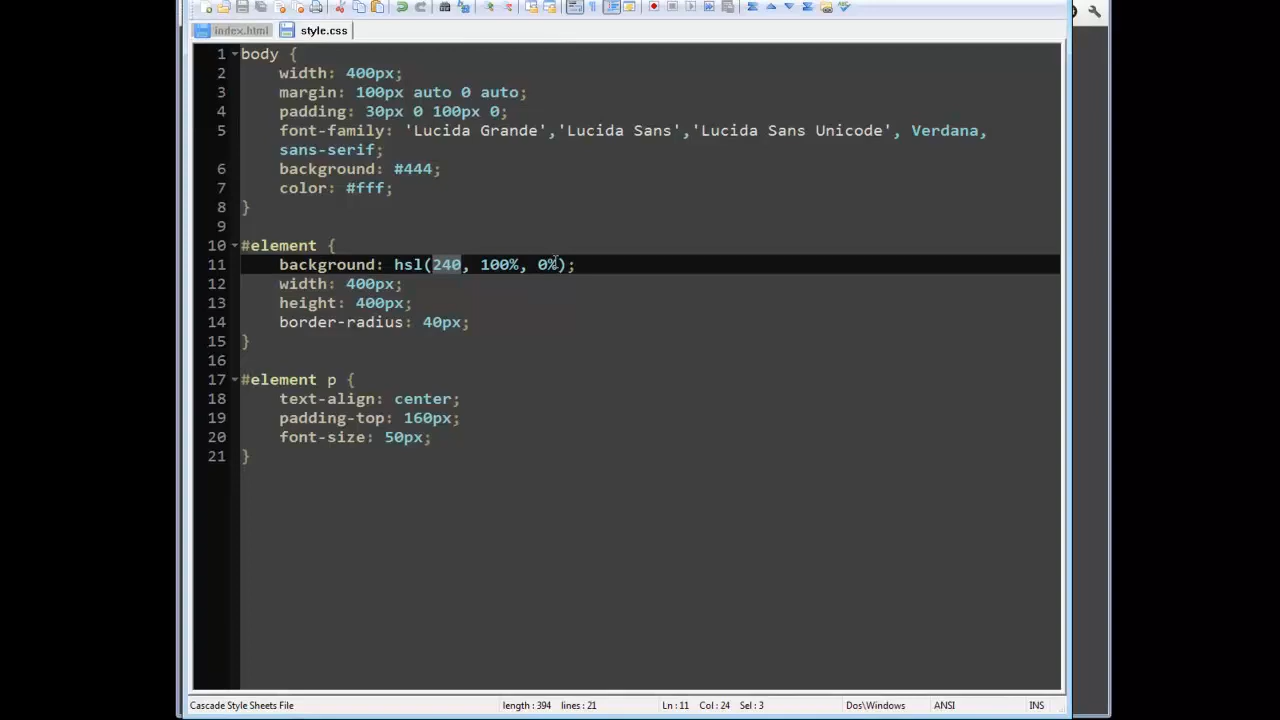 index.html
style.css
1 body {
2 width: 400px;
3 margin: 100px auto 0 auto;
4 padding: 30px 0 100px 0;
5 font-family: 'Lucida Grande','Lucida Sans','Lucida Sans Unicode', Verdana,
sans-serif;
6 background: #444;
7 color: #fff;
8 }
9
10 #element {
11 background: hsl(240, 100%, 0%);
12 width: 400px;
13 height: 400px;
14 border-radius: 40px;
15 }
16
17 #element p {
18 text-align: center;
19 padding-top: 160px;
20 font-size: 50px;
21 }
Cascade Style Sheets File length : 394 lines : 21 Ln : 11 Col : 24 Sel : 3 Dos\Windows ANSI INS